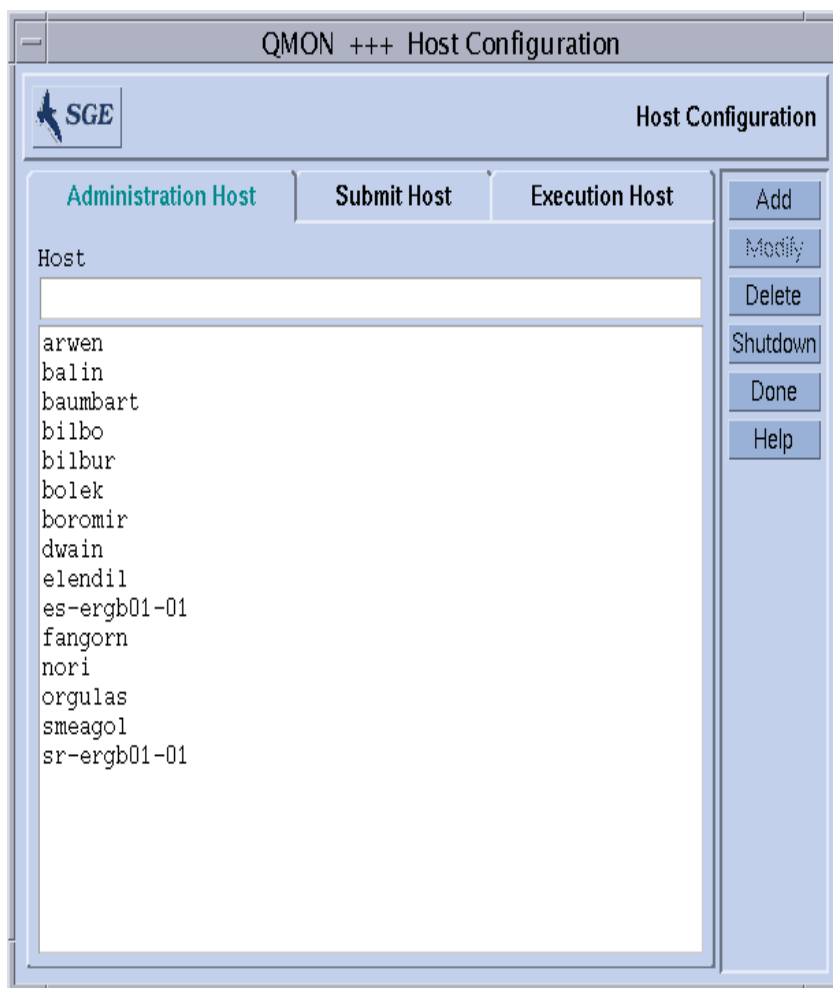 QMON +++ Host Configuration
SGE
Host Configuration
Administration Host
Submit Host
Execution Host
Host
arwen
balin
baumbart
bilbo
bilbur
bolek
boromir
dwain
elendil
es-ergb01-01
fangorn
nori
orgulas
smeagol
sr-ergb01-01
Add
Modify
Delete
Shutdown
Done
Help